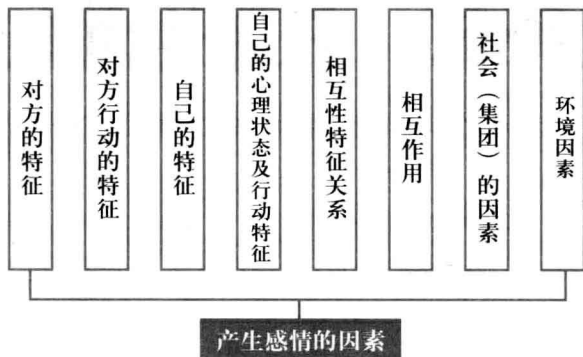 对方的特征
对方行动的特征
自己的特征
自己的心理状态及行动特征
相互性特征关系
相互作用
社会（集团）的因素
环境因素
产生感情的因素